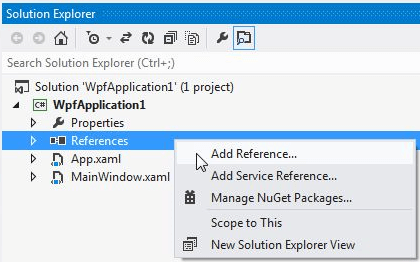 Solution Explorer
Search Solution Explorer (Ctrl+;)
Solution 'WpfApplication1' (1 project)
C# WpfApplication1
Properties
References
App.xaml
MainWindow.xaml
Add Reference...
Add Service Reference...
Manage NuGet Packages...
Scope to This
New Solution Explorer View